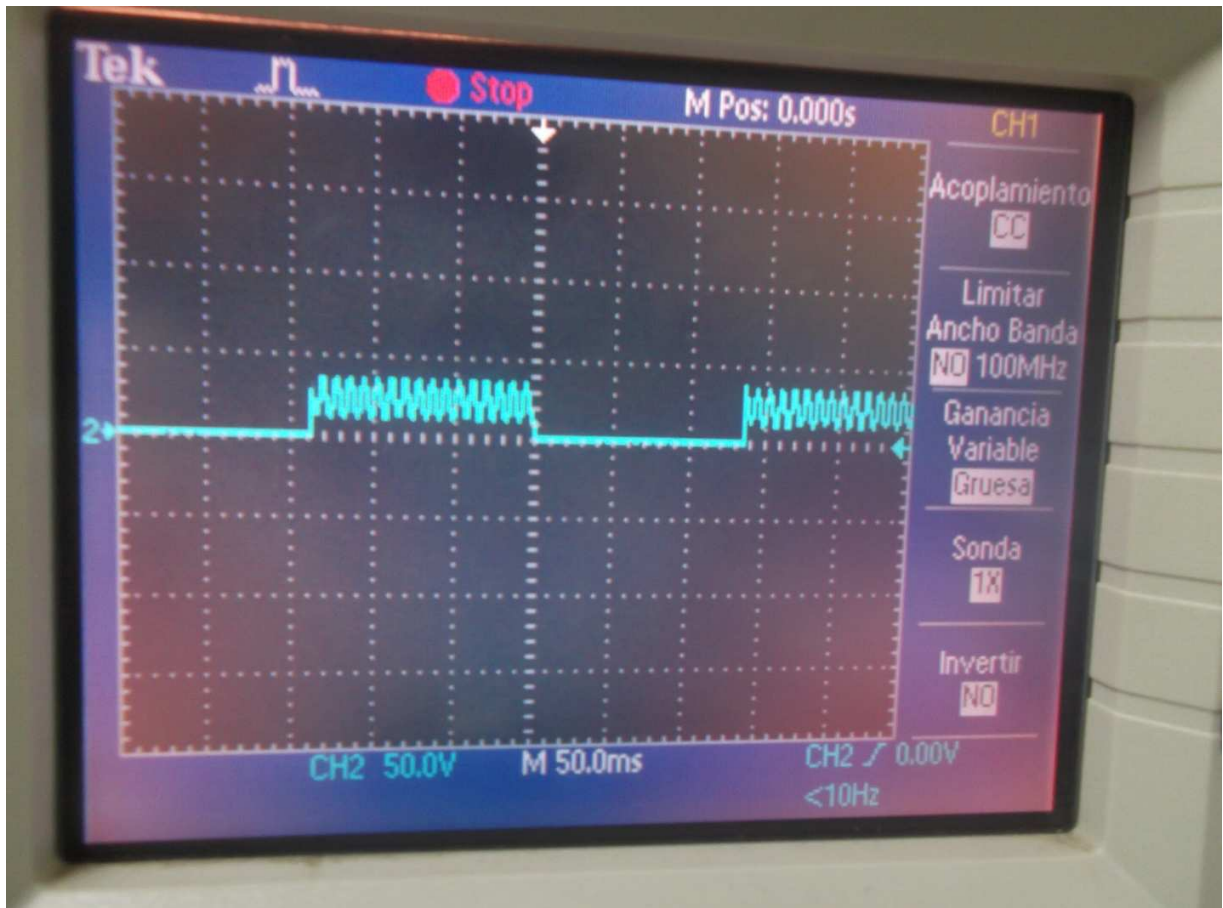 Tek
Stop
M Pos: 0.000s
CH1
Acoplamiento
CC
Limitar
Ancho Banda
NO 100MHz
Ganancia
Variable
Gruesa
Sonda
1X
Invertir
NO
2
CH2 50.0V
M 50.0ms
CH2 0.00V
<10Hz